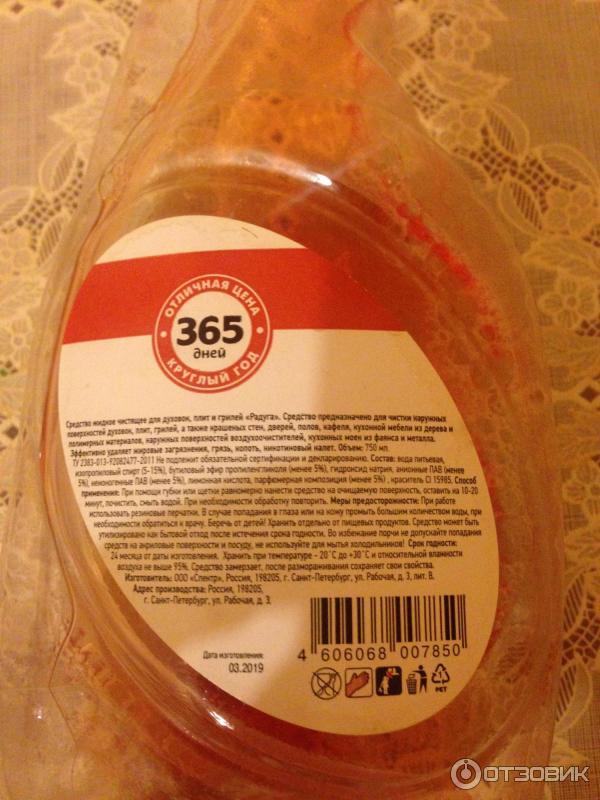 ОТЛИЧНАЯ ЦЕНА
365
дней
КРУГЛЫЙ ГОД
Средство жидкое чистящее для духовок, плит и грилей «Радуга». Средство предназначено для чистки наружных
поверхностей духовок, плит, грилей, а также крашеных стен, дверей, полов, кафеля, кухонной мебели из дерева и
полимерных материалов, наружных поверхностей воздухоочистителей, кухонных моек из фаянса и металла.
Эффективно удаляет жировые загрязнения, грязь, копоть, никотиновый налет. Объем: 750 мл.
ТУ 2383-013-92082477-2011 Не подлежит обязательной сертификации и декларированию. Состав: вода питьевая,
изопропиловый спирт (5-15%), бутиловый эфир пропиленгликоля (менее 5%), гидроксид натрия, анионные ПАВ (менее
5%), неионогенные ПАВ (менее 5%), лимонная кислота, парфюмерная композиция (менее 5%) , краситель CI 15985. Способ
применения: При помощи губки или щетки равномерно нанести средство на очищаемую поверхность, оставить на 10-20
минут, почистить, смыть водой. При необходимости обработку повторить. Меры предосторожности: При работе
использовать резиновые перчатки. В случае попадания в глаза или на кожу промыть большим количеством воды, при
необходимости обратиться к врачу. Беречь от детей! Хранить отдельно от пищевых продуктов. Средство может быть
утилизировано как бытовой отход после истечения срока годности. Во избежание порчи не допускайте попадания
средств на акриловые поверхности и посуду, не используйте для мытья холодильников! Срок годности:
24 месяца от даты изготовления. Хранить при температуре - 20°С до +30°С и относительной влажности
воздуха не выше 95%. Средство замерзает, после размораживания сохраняет свои свойства.
Изготовитель: ООО «Спектр», Россия, 198205, г. Санкт-Петербург, ул. Рабочая, д. 3, лит. В.
Адрес производства: Россия, 198205,
г. Санкт-Петербург, ул. Рабочая, д. 3.
Дата изготовления:
03.2019
4 606068 007850
1
PET
ОТЗОВИК